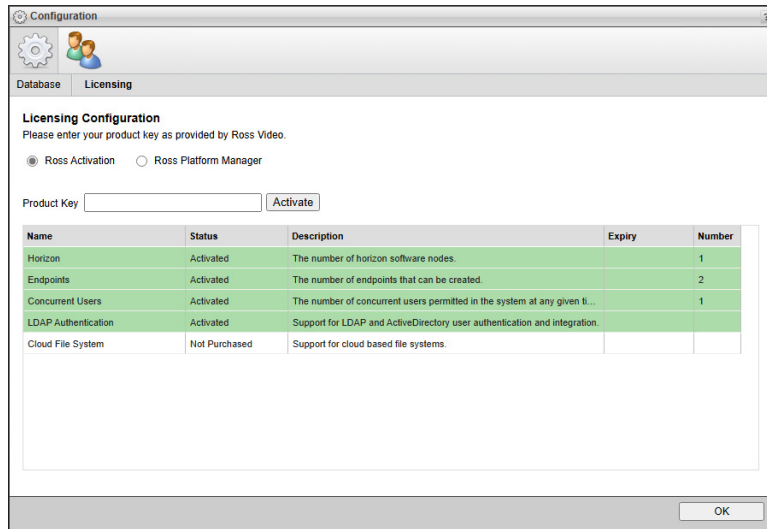 Configuration
Database Licensing
Licensing Configuration
Please enter your product key as provided by Ross Video.
Ross Activation Ross Platform Manager
Product Key Activate
Name Status Description Expiry Number
Horizon Activated The number of horizon software nodes. 1
Endpoints Activated The number of endpoints that can be created. 2
Concurrent Users Activated The number of concurrent users permitted in the system at any given ti... 1
LDAP Authentication Activated Support for LDAP and ActiveDirectory user authentication and integration.
Cloud File System Not Purchased Support for cloud based file systems.
OK